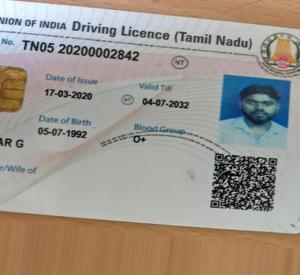 NION OF INDIA Driving Licence (Tamil Nadu)
No. TN05 20200002842
NT
Date of Issue Valid Till
17-03-2020 04-07-2032
NT
Date of Birth Blood Group
05-07-1992 O+
AR G
r/Wife of